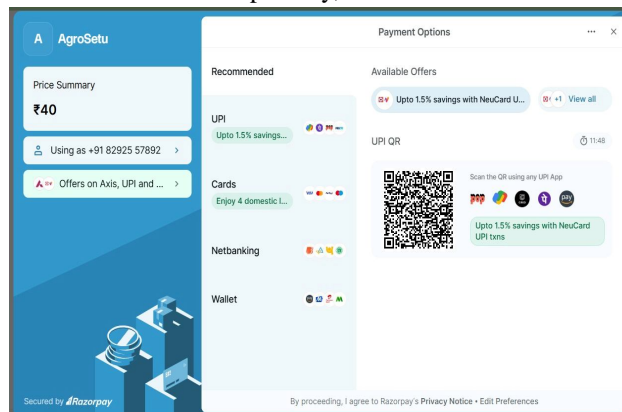 A AgroSetu
Price Summary
₹40
Using as +91 82925 57892
Offers on Axis, UPI and ...
Secured by Razorpay
Payment Options
Recommended
UPI
Upto 1.5% savings...
Cards
Enjoy 4 domestic l...
Netbanking
Wallet
Available Offers
Upto 1.5% savings with NeuCard U...
+1 View all
UPI QR
11:48
Scan the QR using any UPI App
Upto 1.5% savings with NeuCard
UPI txns
By proceeding, I agree to Razorpay's Privacy Notice • Edit Preferences